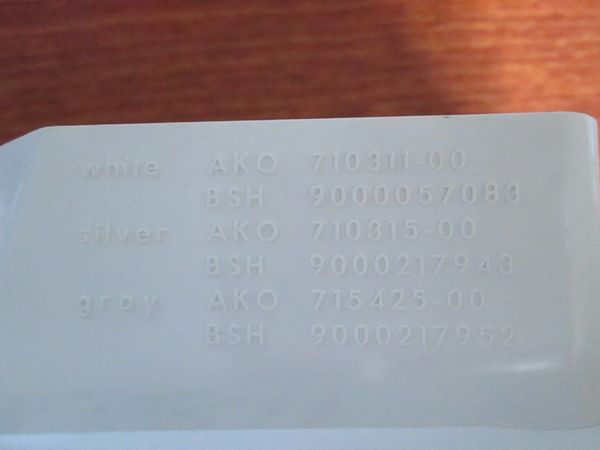 white AKO 710311-00
BSH 9000057083
silver AKO 710315-00
BSH 9000217943
gray AKO 715425-00
BSH 9000217952